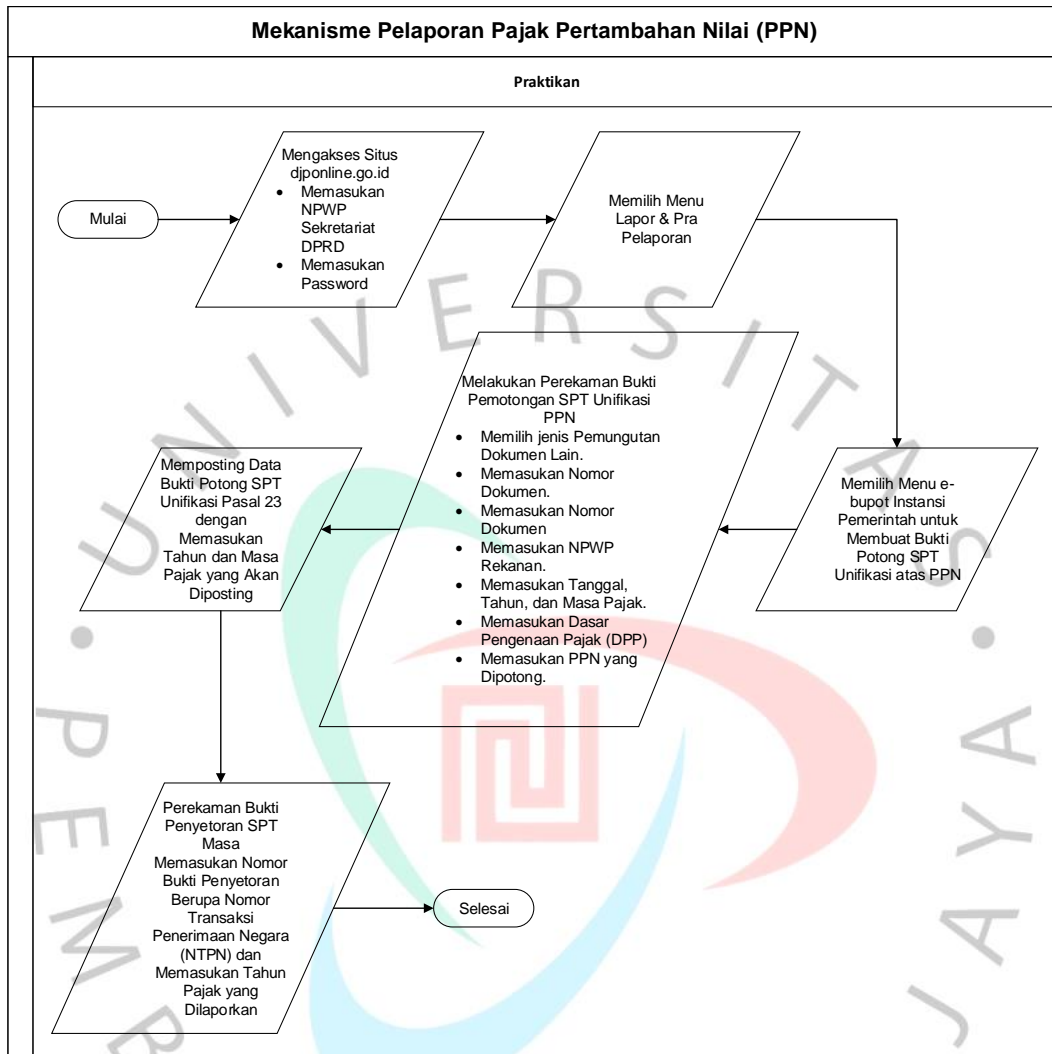 Mekanisme Pelaporan Pajak Pertambahan Nilai (PPN)
Praktikan
Mulai
Mengakses Situs
djponline.go.id
• Memasukan
NPWP
Sekretariat
DPRD
• Memasukan
Password
Memilih Menu
Lapor & Pra
Pelaporan
Memilih Menu e-
bupot Instansi
Pemerintah untuk
Membuat Bukti
Potong SPT
Unifikasi atas PPN
Melakukan Perekaman Bukti
Pemotongan SPT Unifikasi
PPN
• Memilih jenis Pemungutan
Dokumen Lain.
• Memasukan Nomor
Dokumen.
• Memasukan Nomor
Dokumen
• Memasukan NPWP
Rekanan.
• Memasukan Tanggal,
Tahun, dan Masa Pajak.
• Memasukan Dasar
Pengenaan Pajak (DPP)
• Memasukan PPN yang
Dipotong.
Memposting Data
Bukti Potong SPT
Unifikasi Pasal 23
dengan
Memasukan
Tahun dan Masa
Pajak yang Akan
Diposting
Perekaman Bukti
Penyetoran SPT
Masa
Memasukan Nomor
Bukti Penyetoran
Berupa Nomor
Transaksi
Penerimaan Negara
(NTPN) dan
Memasukan Tahun
Pajak yang
Dilaporkan
Selesai
UNIVERSITAS
PEMB
JAYA